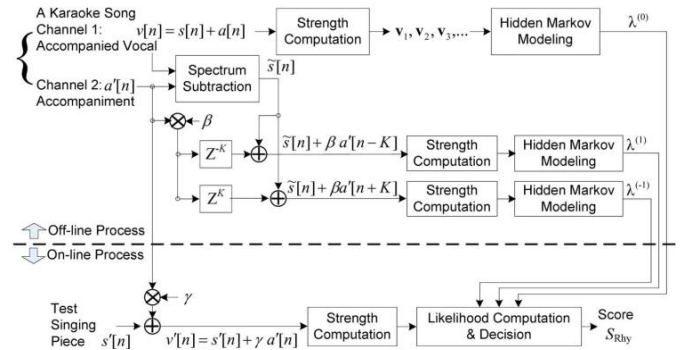 A Karaoke Song
Channel 1: v[n] = s[n] + a[n]
Accompanied Vocal
Strength Computation
v₁, v₂, v₃,...
Hidden Markov Modeling
λ⁽⁰⁾
Channel 2: a'[n]
Accompaniment
Spectrum Subtraction
s̃[n]
β
Z⁻ᴷ
s̃[n] + β a'[n − K]
Strength Computation
Hidden Markov Modeling
λ⁽¹⁾
Zᴷ
s̃[n] + βa'[n + K]
Strength Computation
Hidden Markov Modeling
λ⁽⁻¹⁾
Off-line Process
On-line Process
γ
Test Singing Piece s'[n]
v'[n] = s'[n] + γ a'[n]
Strength Computation
Likelihood Computation & Decision
Score
S_Rhy